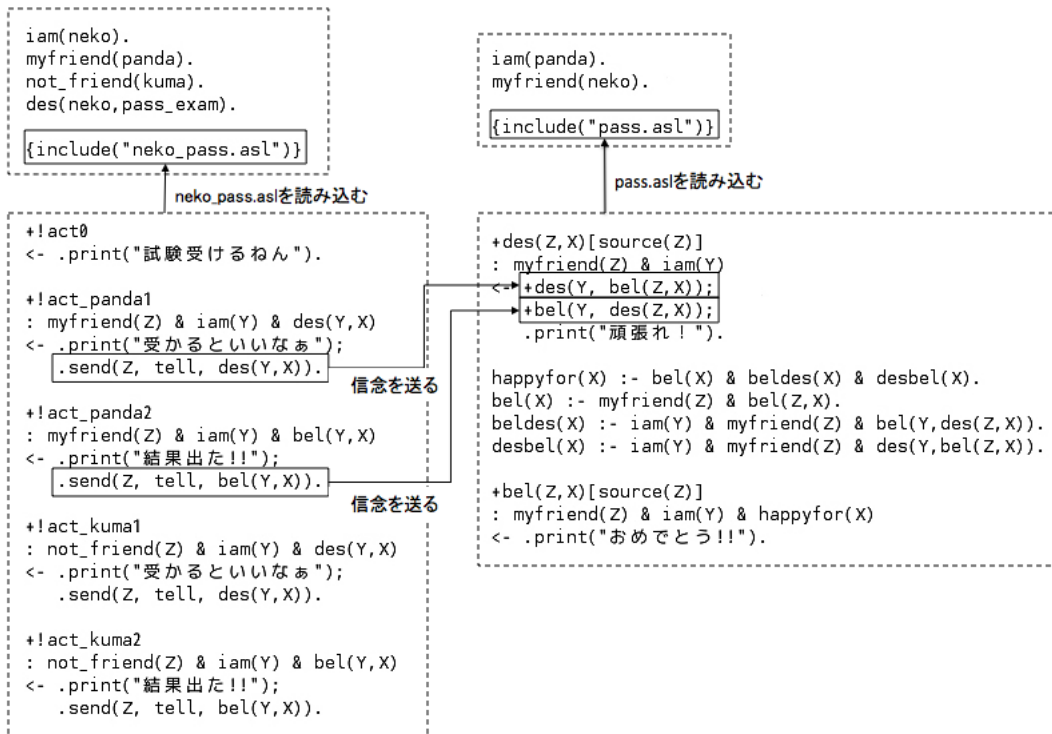 iam(neko).
myfriend(panda).
not_friend(kuma).
des(neko,pass_exam).
{include("neko_pass.asl")}
neko_pass.aslを読み込む
+!act0
<- .print("試験受けるねん").
+!act_panda1
: myfriend(Z) & iam(Y) & des(Y,X)
<- .print("受かるといいなぁ");
.send(Z, tell, des(Y,X)).
信念を送る
+!act_panda2
: myfriend(Z) & iam(Y) & bel(Y,X)
<- .print("結果出た!!");
.send(Z, tell, bel(Y,X)).
信念を送る
+!act_kuma1
: not_friend(Z) & iam(Y) & des(Y,X)
<- .print("受かるといいなぁ");
.send(Z, tell, des(Y,X)).
+!act_kuma2
: not_friend(Z) & iam(Y) & bel(Y,X)
<- .print("結果出た!!");
.send(Z, tell, bel(Y,X)).
iam(panda).
myfriend(neko).
{include("pass.asl")}
pass.aslを読み込む
+des(Z,X)[source(Z)]
: myfriend(Z) & iam(Y)
<- +des(Y, bel(Z,X));
+bel(Y, des(Z,X));
.print("頑張れ！").
happyfor(X) :- bel(X) & beldes(X) & desbel(X).
bel(X) :- myfriend(Z) & bel(Z,X).
beldes(X) :- iam(Y) & myfriend(Z) & bel(Y,des(Z,X)).
desbel(X) :- iam(Y) & myfriend(Z) & des(Y,bel(Z,X)).
+bel(Z,X)[source(Z)]
: myfriend(Z) & iam(Y) & happyfor(X)
<- .print("おめでとう!!").